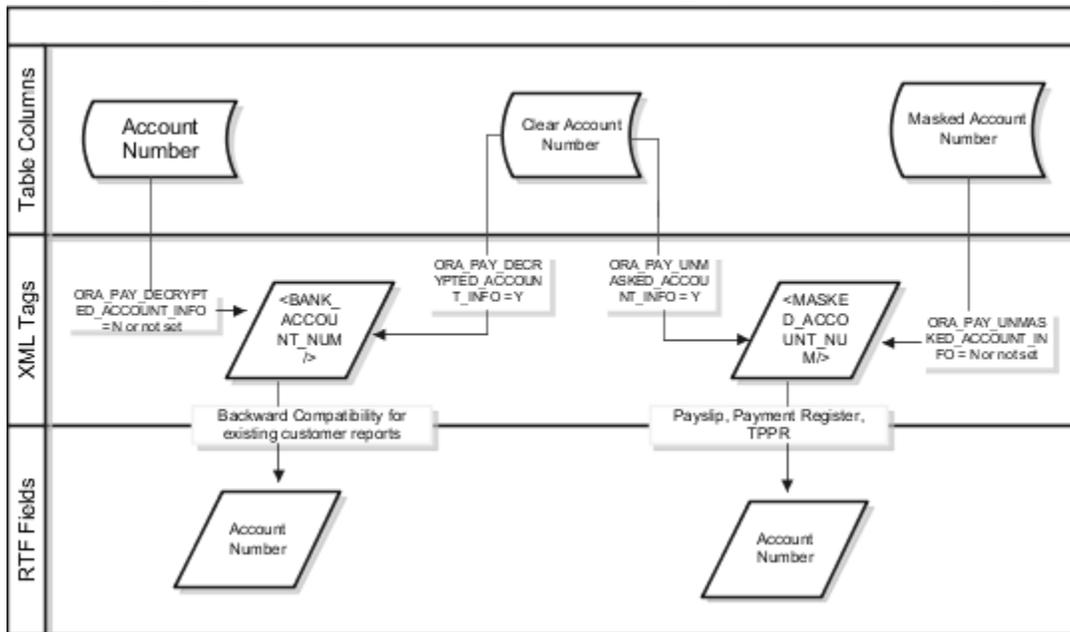 Table Columns
Account
Number
Clear Account
Number
Masked Account
Number
XML Tags
ORA_PAY_DECRYPT
ED_ACCOUNT_INFO
= N or not set
<BANK_
ACCOU
NT_NUM
/>
ORA_PAY_DECR
YPTED_ACCOUN
T_INFO = Y
ORA_PAY_UNM
ASKED_ACCOU
NT_INFO = Y
<MASKE
D_ACCO
UNT_NU
M/>
ORA_PAY_UNMAS
KED_ACCOUNT_IN
FO = N or not set
Backward Compatibility for
existing customer reports
Payslip, Payment Register,
TPPR
RTF Fields
Account
Number
Account
Number